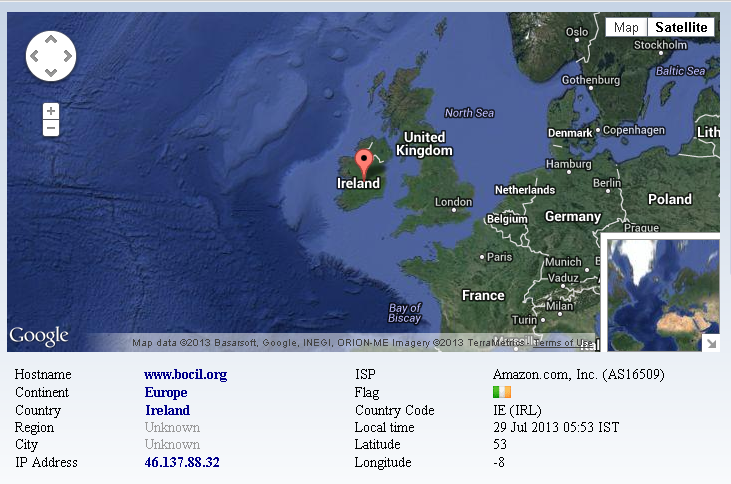 Map Satellite
Oslo
Stockholm
Baltic Sea
Gothenburg
North Sea
United
Kingdom
Denmark
Copenhagen
Lith
Ireland
Hamburg
Berlin
Netherlands
London
Poland
Belgium
Germany
Prague
Paris
Munich
B
Vaduz
France
Milan
Bay of
Biscay
Turin
Google
Map data ©2013 Basarsoft, Google, INEGI, ORION-ME Imagery ©2013 TerraMetrics - Terms of Use
Hostname www.bocil.org ISP Amazon.com, Inc. (AS16509)
Continent Europe Flag
Country Ireland Country Code IE (IRL)
Region Unknown Local time 29 Jul 2013 05:53 IST
City Unknown Latitude 53
IP Address 46.137.88.32 Longitude -8